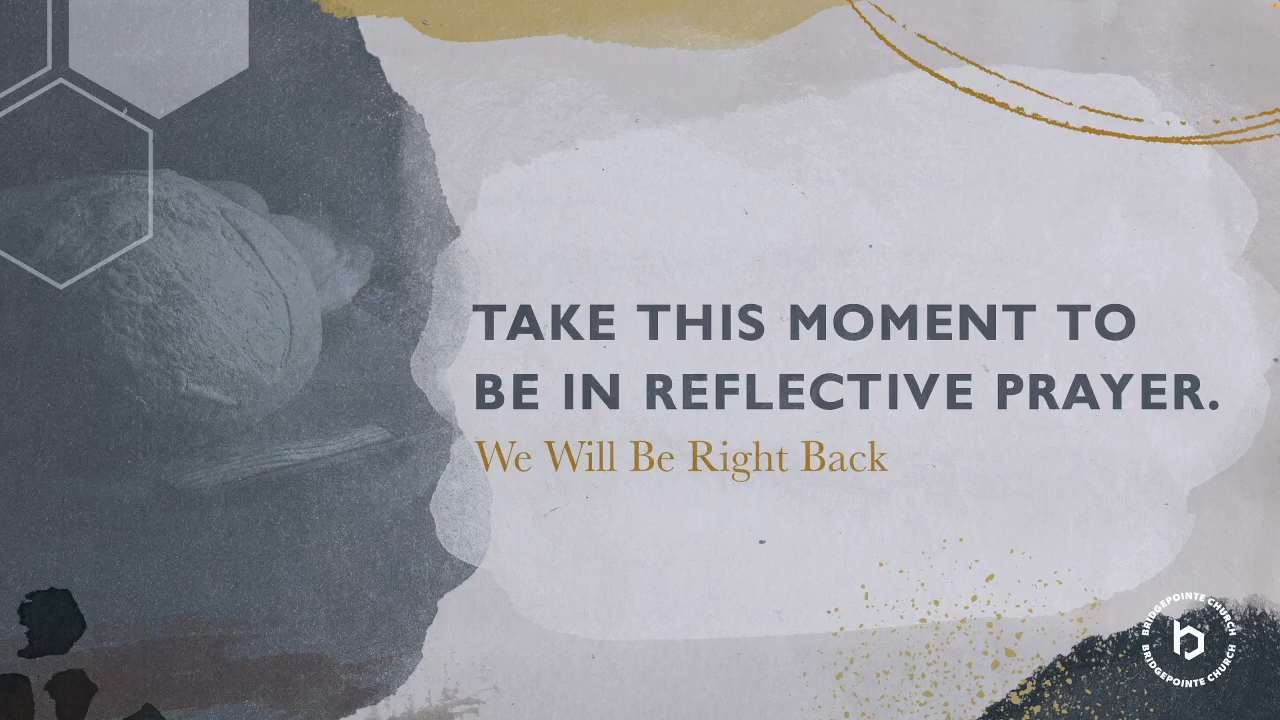 TAKE THIS MOMENT TO
BE IN REFLECTIVE PRAYER.
We Will Be Right Back
BRIDGEPOINTE CHURCH
BRIDGEPOINTE CHURCH